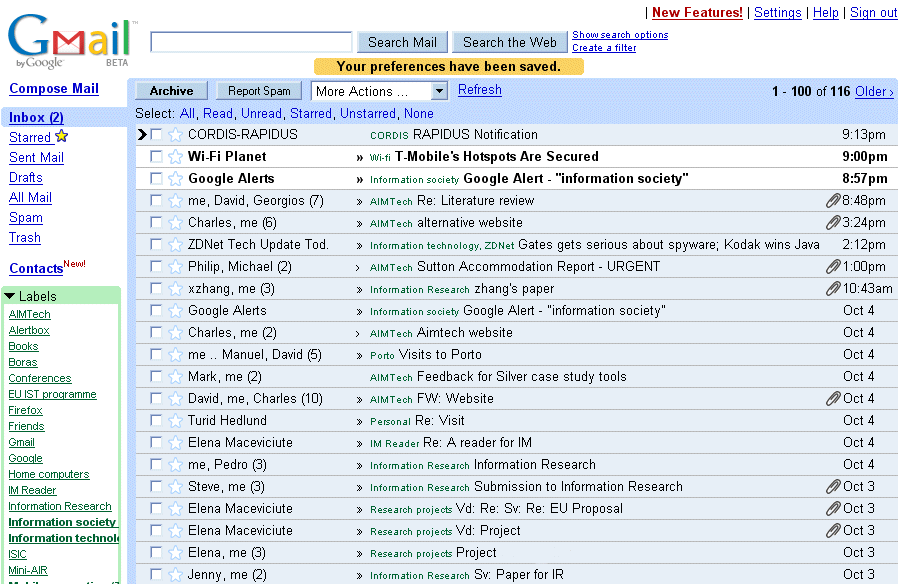 | New Features! | Settings | Help | Sign out
Gmail™
by Google BETA
Search Mail Search the Web Show search options
Create a filter
Your preferences have been saved.
Compose Mail
Inbox (2)
Starred
Sent Mail
Drafts
All Mail
Spam
Trash
Contacts New!
Labels
AIMTech
Alertbox
Books
Boras
Conferences
EU IST programme
Firefox
Friends
Gmail
Google
Home computers
IM Reader
Information Research
Information society
Information technol
ISIC
Mini-AIR
Archive Report Spam More Actions ... Refresh 1 - 100 of 116 Older ›
Select: All, Read, Unread, Starred, Unstarred, None
CORDIS-RAPIDUS CORDIS RAPIDUS Notification 9:13pm
Wi-Fi Planet » Wi-fi T-Mobile's Hotspots Are Secured 9:00pm
Google Alerts » Information society Google Alert - "information society" 8:57pm
me, David, Georgios (7) » AIMTech Re: Literature review 8:48pm
Charles, me (6) » AIMTech alternative website 3:24pm
ZDNet Tech Update Tod. » Information technology, ZDNet Gates gets serious about spyware; Kodak wins Java 2:12pm
Philip, Michael (2) › AIMTech Sutton Accommodation Report - URGENT 1:00pm
xzhang, me (3) » Information Research zhang's paper 10:43am
Google Alerts » Information society Google Alert - "information society" Oct 4
Charles, me (2) › AIMTech Aimtech website Oct 4
me .. Manuel, David (5) » Porto Visits to Porto Oct 4
Mark, me (2) AIMTech Feedback for Silver case study tools Oct 4
David, me, Charles (10) » AIMTech FW: Website Oct 4
Turid Hedlund » Personal Re: Visit Oct 4
Elena Maceviciute » IM Reader Re: A reader for IM Oct 4
me, Pedro (3) » Information Research Information Research Oct 4
Steve, me (3) » Information Research Submission to Information Research Oct 3
Elena Maceviciute » Research projects Vd: Re: Sv: Re: EU Proposal Oct 3
Elena Maceviciute » Research projects Vd: Project Oct 3
Elena, me (3) » Research projects Project Oct 3
Jenny, me (2) » Information Research Sv: Paper for IR Oct 3